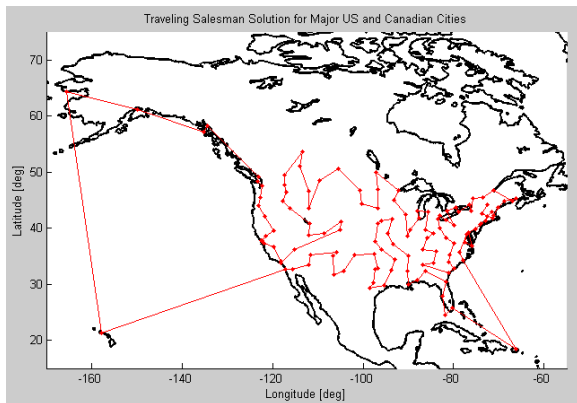 Traveling Salesman Solution for Major US and Canadian Cities
70
60
50
40
30
20
Latitude [deg]
-160 -140 -120 -100 -80 -60
Longitude [deg]